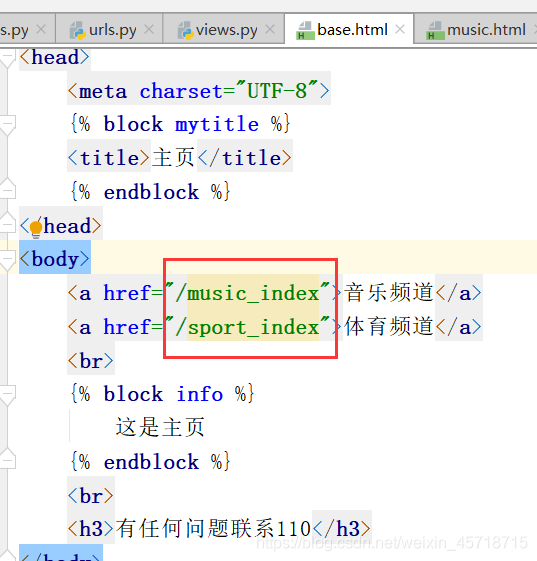 s.py urls.py views.py base.html music.html
<head>
<meta charset="UTF-8">
{% block mytitle %}
<title>主页</title>
{% endblock %}
</head>
<body>
<a href="/music_index">音乐频道</a>
<a href="/sport_index">体育频道</a>
<br>
{% block info %}
这是主页
{% endblock %}
<br>
<h3>有任何问题联系110</h3>
</body>
https://blog.csdn.net/weixin_45718715